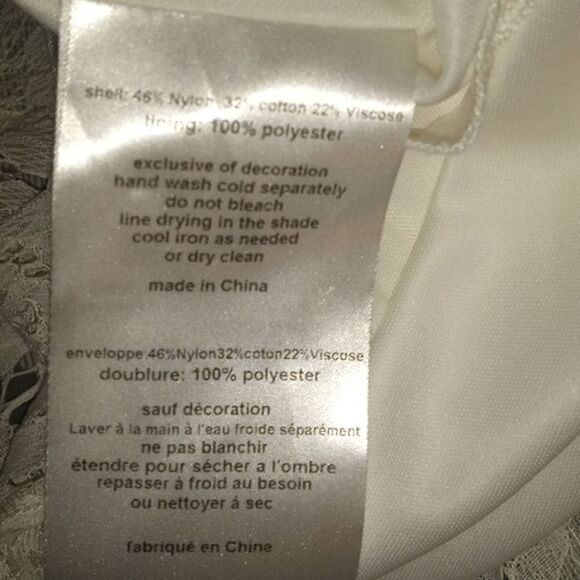 shell: 46% Nylon 32% cotton 22% Viscose
lining: 100% polyester
exclusive of decoration
hand wash cold separately
do not bleach
line drying in the shade
cool iron as needed
or dry clean
made in China
enveloppe:46%Nylon32%coton22%Viscose
doublure: 100% polyester
sauf décoration
Laver à la main à l'eau froide séparément
ne pas blanchir
étendre pour sécher a l'ombre
repasser à froid au besoin
ou nettoyer à sec
fabriqué en Chine